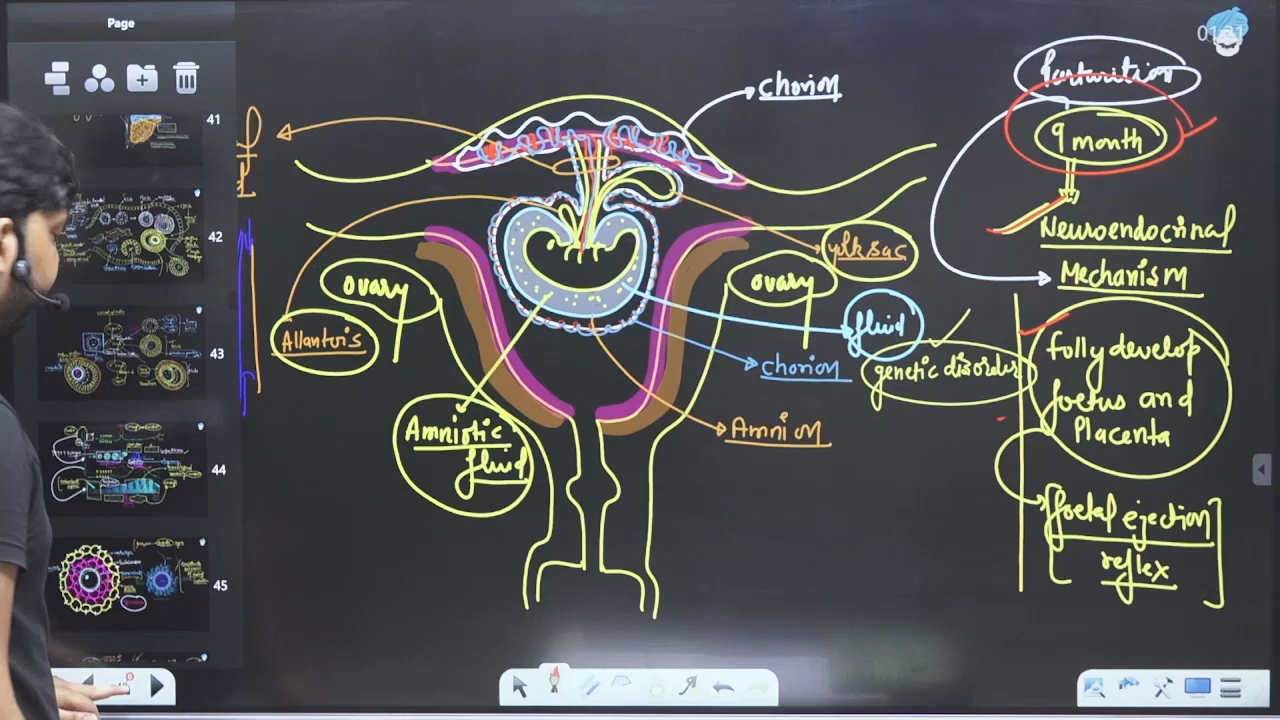 Page
41
42
43
44
45
chorion
Parturition
9 month
Neuroendocrinal
Mechanism
ovary
ovary
ylk sac
Allantois
fluid
chorion
genetic disorder
Amnion
Amniotic
fluid
fully develop
foetus and
Placenta
foetal ejection
reflex